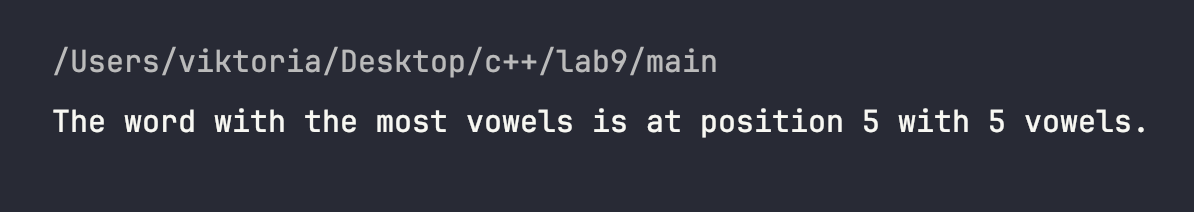 /Users/viktoria/Desktop/c++/lab9/main
The word with the most vowels is at position 5 with 5 vowels.